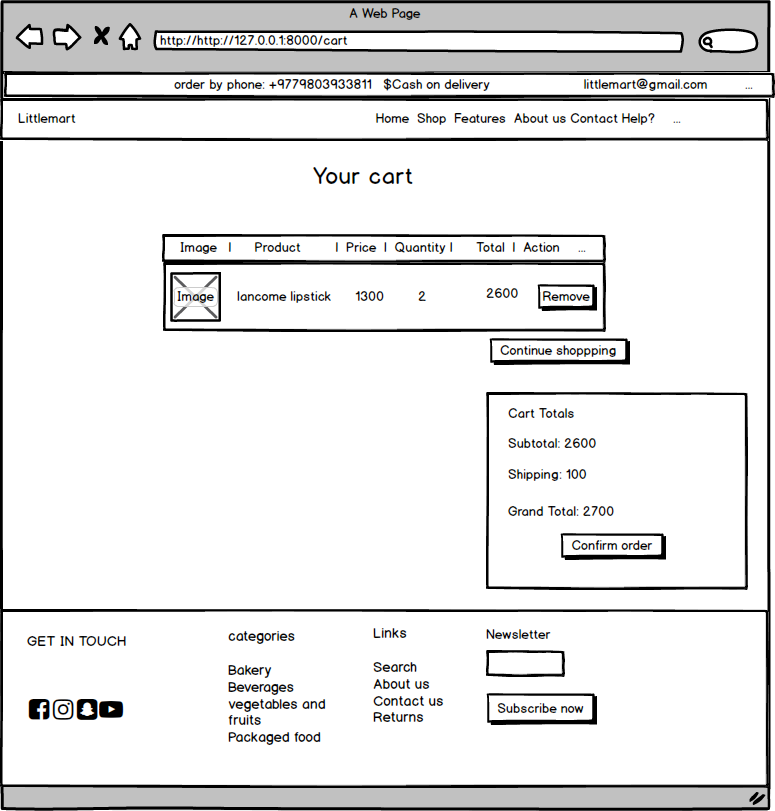 A Web Page
http://http://127.0.0.1:8000/cart
order by phone: +9779803933811 $Cash on delivery littlemart@gmail.com ...
Littlemart Home Shop Features About us Contact Help? ...
Your cart
Image | Product | Price | Quantity | Total | Action ...
Image lancome lipstick 1300 2 2600 Remove
Continue shoppping
Cart Totals
Subtotal: 2600
Shipping: 100
Grand Total: 2700
Confirm order
GET IN TOUCH
categories
Bakery
Beverages
vegetables and
fruits
Packaged food
Links
Search
About us
Contact us
Returns
Newsletter
Subscribe now